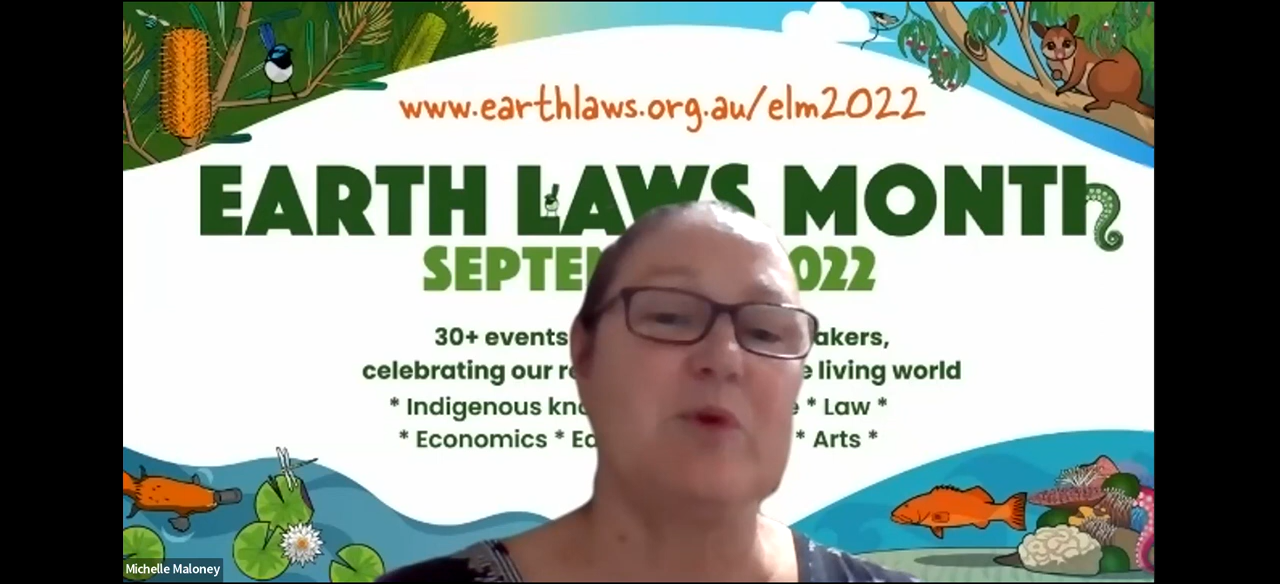 www.earthlaws.org.au/elm2022
EARTH LAWS MONTH
2022
30+ events
celebrating our living world
* Indigenous * Law *
* Economics * * Arts *
Michelle Maloney